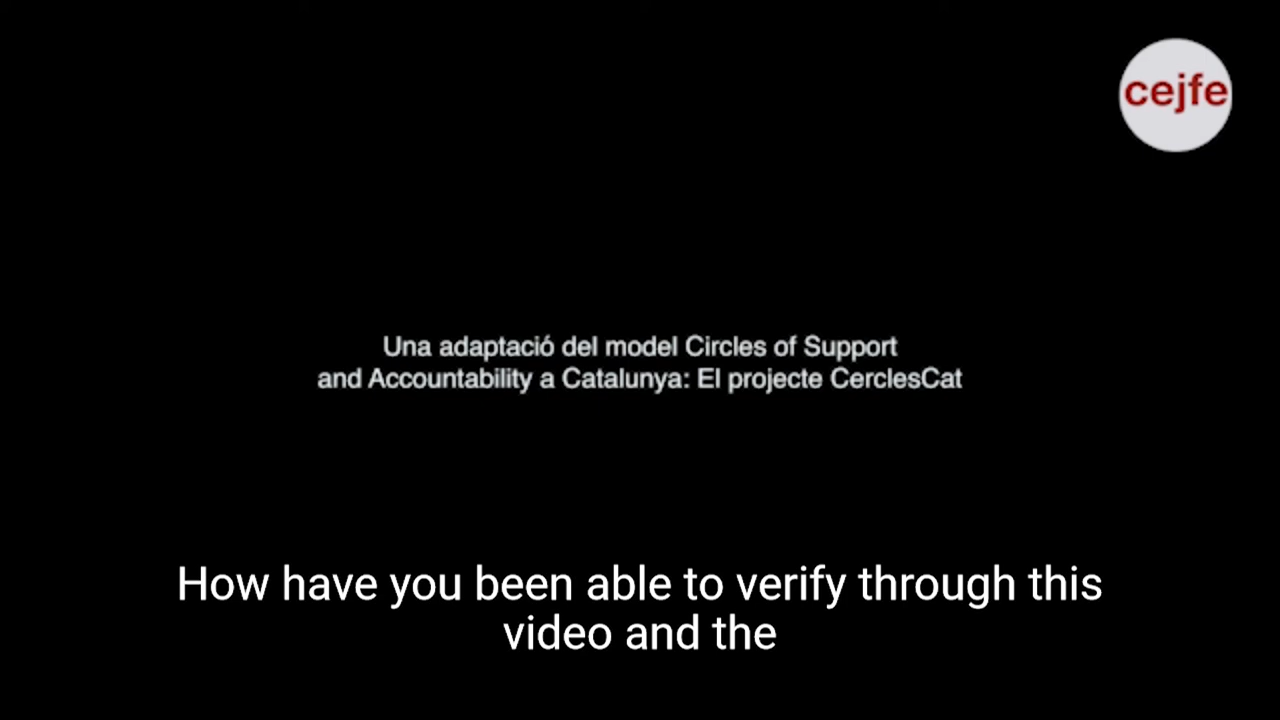 cejfe
Una adaptació del model Circles of Support
and Accountability a Catalunya: El projecte CerclesCat
How have you been able to verify through this
video and the